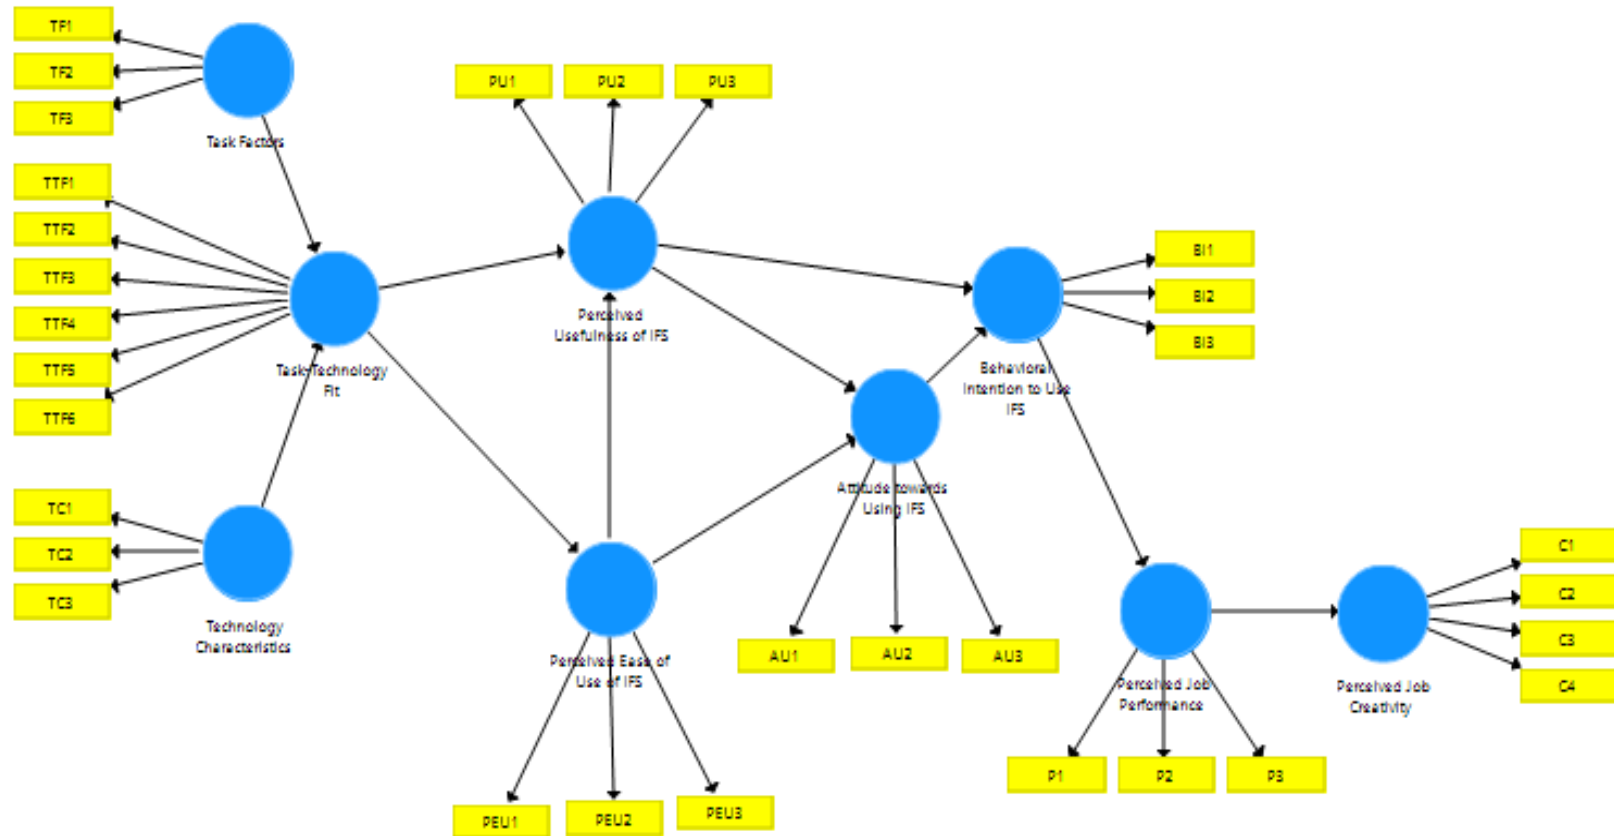 TF1
TF2
TF3
Task Factors
TTF1
TTF2
TTF3
TTF4
TTF5
TTF6
Task-Technology
Fit
TC1
TC2
TC3
Technology
Characteristics
PU1
PU2
PU3
Perceived
Usefulness of IFS
Perceived Ease of
Use of IFS
PEU1
PEU2
PEU3
Attitude towards
Using IFS
AU1
AU2
AU3
Behavioral
Intention to Use
IFS
BI1
BI2
BI3
Perceived Job
Performance
P1
P2
P3
Perceived Job
Creativity
C1
C2
C3
C4